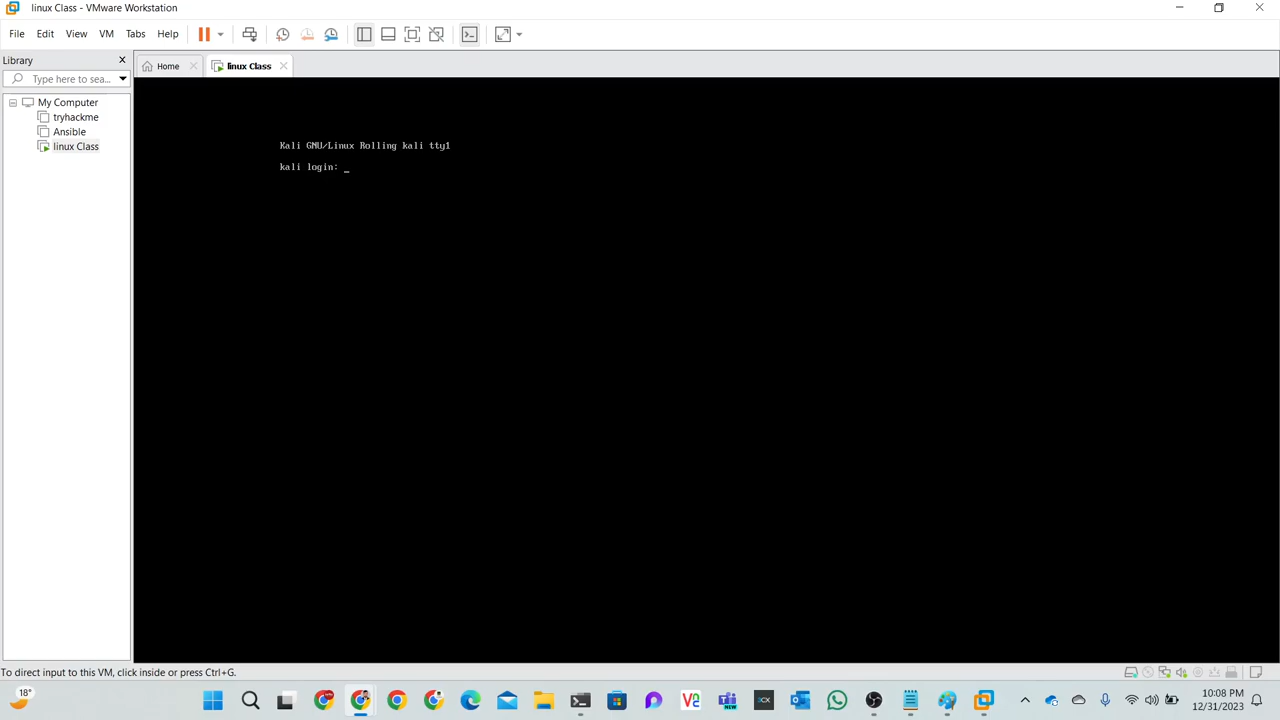 linux Class - VMware Workstation
File Edit View VM Tabs Help
Library
Type here to sea...
Home
linux Class
My Computer
tryhackme
Ansible
linux Class
Kali GNU/Linux Rolling kali tty1
kali login: _
To direct input to this VM, click inside or press Ctrl+G.
18°
NEW
3CX
10:08 PM
12/31/2023